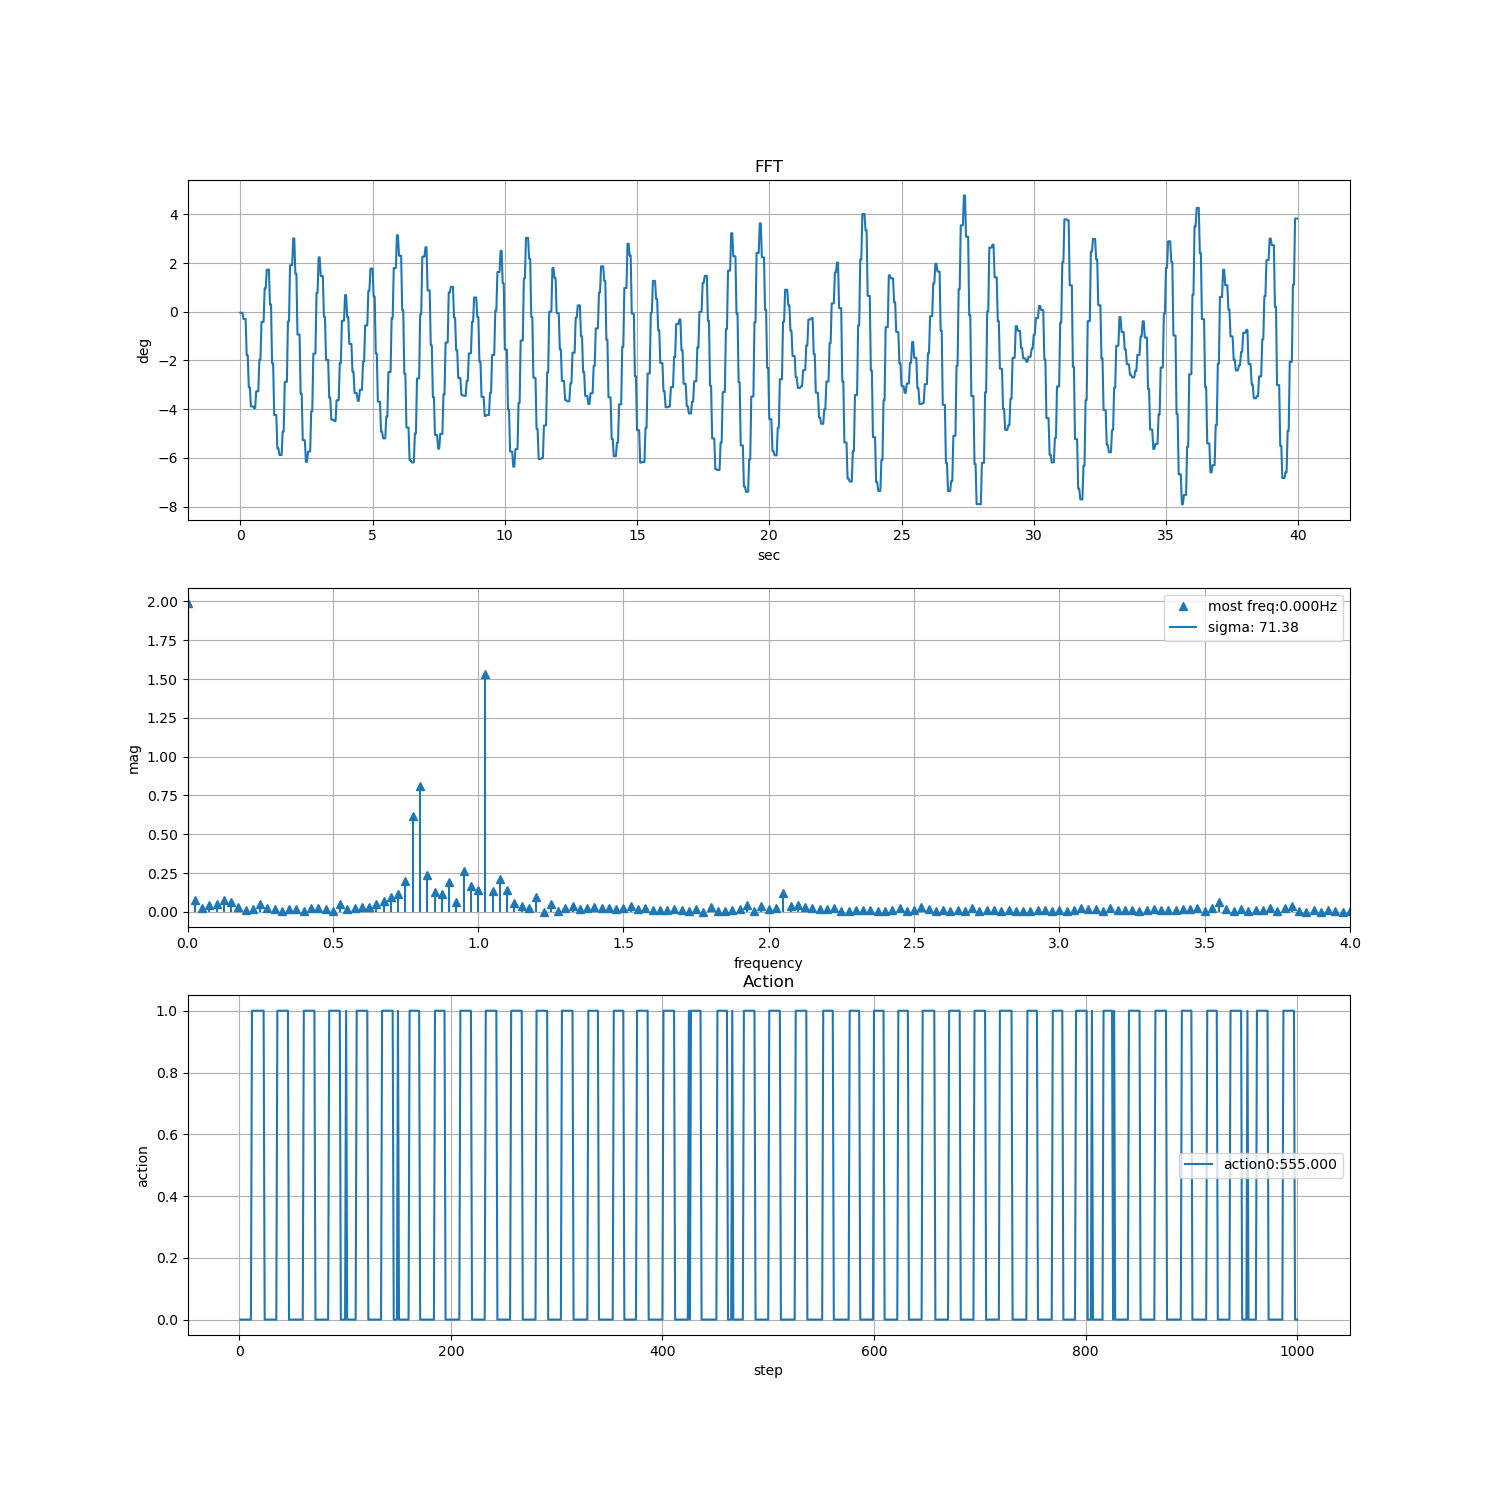 FFT
4
2
0
−2
−4
−6
−8
deg
0 5 10 15 20 25 30 35 40
sec
2.00
1.75
1.50
1.25
1.00
0.75
0.50
0.25
0.00
mag
most freq:0.000Hz
sigma: 71.38
0.0 0.5 1.0 1.5 2.0 2.5 3.0 3.5 4.0
frequency
Action
1.0
0.8
0.6
0.4
0.2
0.0
action
action0:555.000
0 200 400 600 800 1000
step